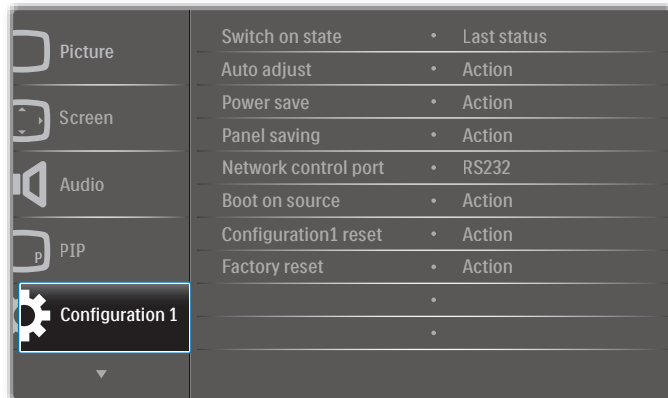 Picture
Screen
Audio
P
PIP
Configuration 1
Switch on state • Last status
Auto adjust • Action
Power save • Action
Panel saving • Action
Network control port • RS232
Boot on source • Action
Configuration1 reset • Action
Factory reset • Action
•
•